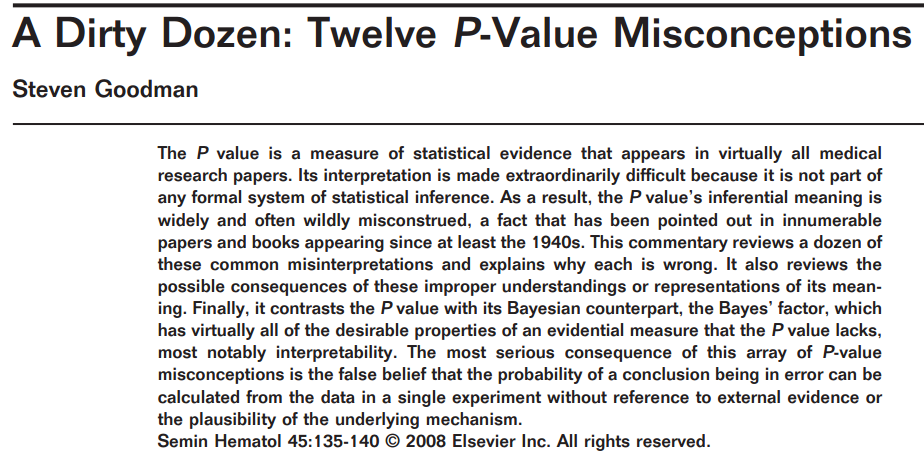 A Dirty Dozen: Twelve P-Value Misconceptions
Steven Goodman
The P value is a measure of statistical evidence that appears in virtually all medical
research papers. Its interpretation is made extraordinarily difficult because it is not part of
any formal system of statistical inference. As a result, the P value's inferential meaning is
widely and often wildly misconstrued, a fact that has been pointed out in innumerable
papers and books appearing since at least the 1940s. This commentary reviews a dozen of
these common misinterpretations and explains why each is wrong. It also reviews the
possible consequences of these improper understandings or representations of its mean-
ing. Finally, it contrasts the P value with its Bayesian counterpart, the Bayes' factor, which
has virtually all of the desirable properties of an evidential measure that the P value lacks,
most notably interpretability. The most serious consequence of this array of P-value
misconceptions is the false belief that the probability of a conclusion being in error can be
calculated from the data in a single experiment without reference to external evidence or
the plausibility of the underlying mechanism.
Semin Hematol 45:135-140 © 2008 Elsevier Inc. All rights reserved.